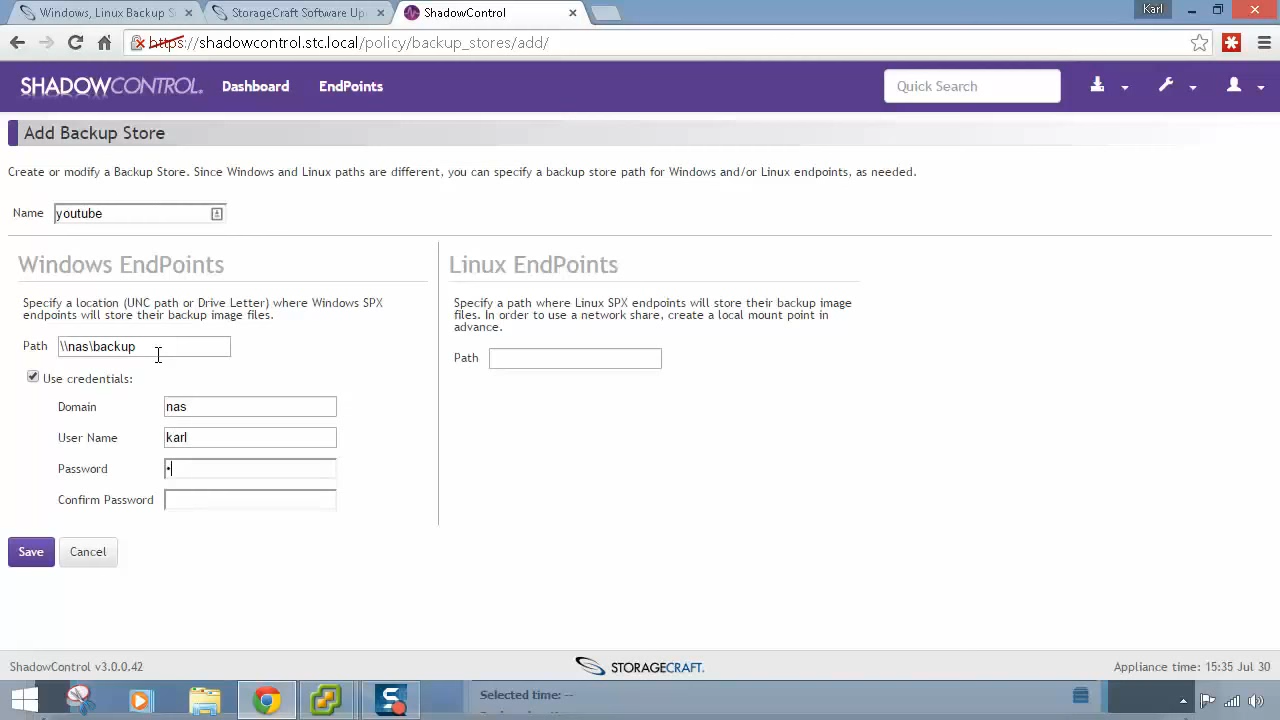 Windows, Linux Backup S
StorageCraft Software Up
ShadowControl
Karl
https://shadowcontrol.stc.local/policy/backup_stores/add/
SHADOWCONTROL.
Dashboard
EndPoints
Quick Search
Add Backup Store
Create or modify a Backup Store. Since Windows and Linux paths are different, you can specify a backup store path for Windows and/or Linux endpoints, as needed.
Name youtube
Windows EndPoints
Specify a location (UNC path or Drive Letter) where Windows SPX
endpoints will store their backup image files.
Path \\nas\backup
Use credentials:
Domain nas
User Name karl
Password •
Confirm Password
Save
Cancel
Linux EndPoints
Specify a path where Linux SPX endpoints will store their backup image
files. In order to use a network share, create a local mount point in
advance.
Path
ShadowControl v3.0.0.42
STORAGECRAFT.
Appliance time: 15:35 Jul 30
Selected time: --